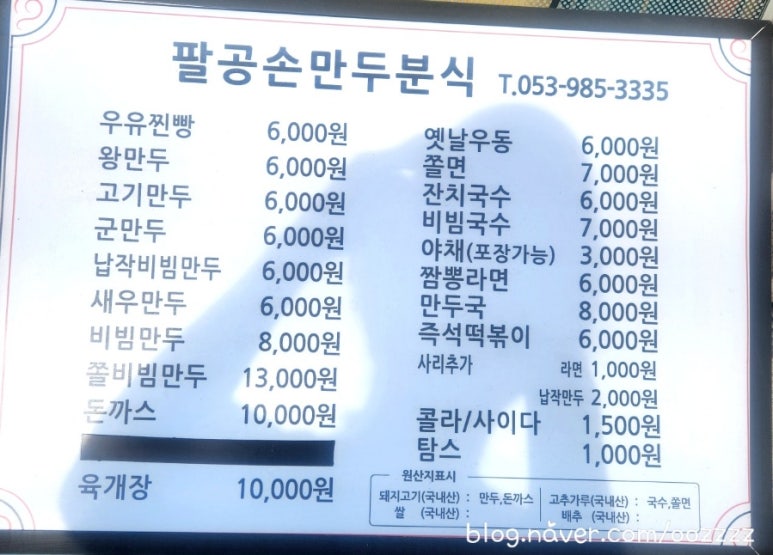 팔공손만두분식 T.053-985-3335
우유찐빵 6,000원
왕만두 6,000원
고기만두 6,000원
군만두 6,000원
납작비빔만두 6,000원
새우만두 6,000원
비빔만두 8,000원
쫄비빔만두 13,000원
돈까스 10,000원
육개장 10,000원
옛날우동 6,000원
쫄면 7,000원
잔치국수 6,000원
비빔국수 7,000원
야채(포장가능) 3,000원
짬뽕라면 6,000원
만두국 8,000원
즉석떡볶이 6,000원
사리추가 라면 1,000원
납작만두 2,000원
콜라/사이다 1,500원
탐스 1,000원
원산지표시
돼지고기(국내산) : 만두,돈까스 고추가루(국내산) : 국수,쫄면
쌀 (국내산) : 배추 (국내산) :
blog.naver.com/oozzzz